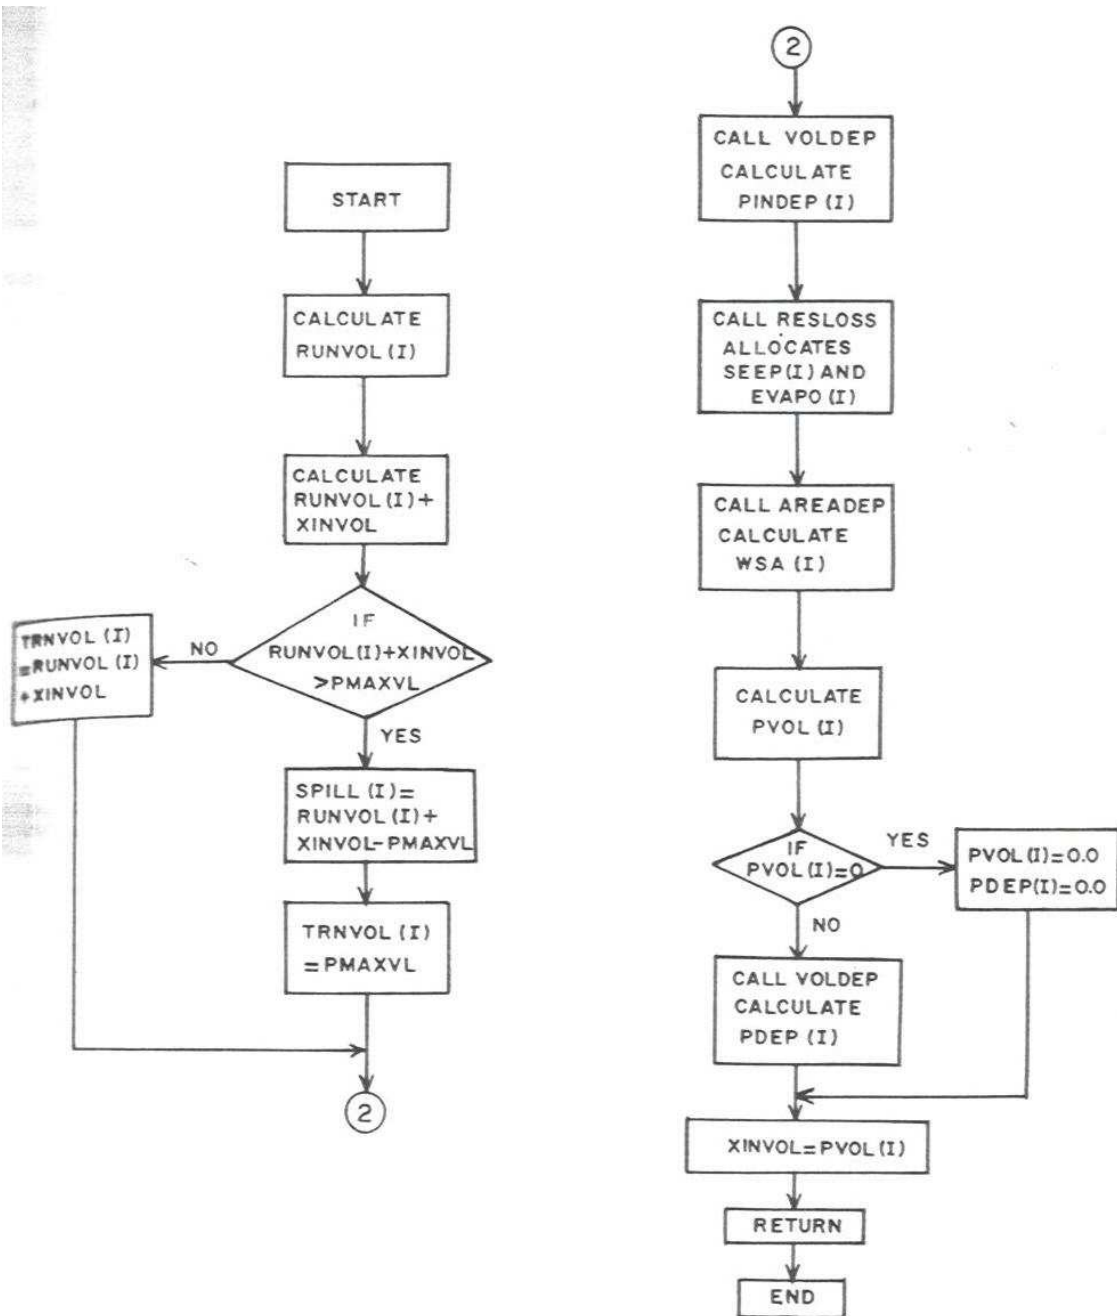 START
CALCULATE
RUNVOL(I)
CALCULATE
RUNVOL(I)+
XINVOL
IF
RUNVOL(I)+XINVOL
>PMAXVL
NO
TRNVOL(I)
=RUNVOL(I)
+XINVOL
YES
SPILL(I)=
RUNVOL(I)+
XINVOL-PMAXVL
TRNVOL(I)
=PMAXVL
2
2
CALL VOLDEP
CALCULATE
PINDEP(I)
CALL RESLOSS
ALLOCATES
SEEP(I) AND
EVAPO(I)
CALL AREADEP
CALCULATE
WSA(I)
CALCULATE
PVOL(I)
IF
PVOL(I)=0
YES
PVOL(I)=0.0
PDEP(I)=0.0
NO
CALL VOLDEP
CALCULATE
PDEP(I)
XINVOL=PVOL(I)
RETURN
END